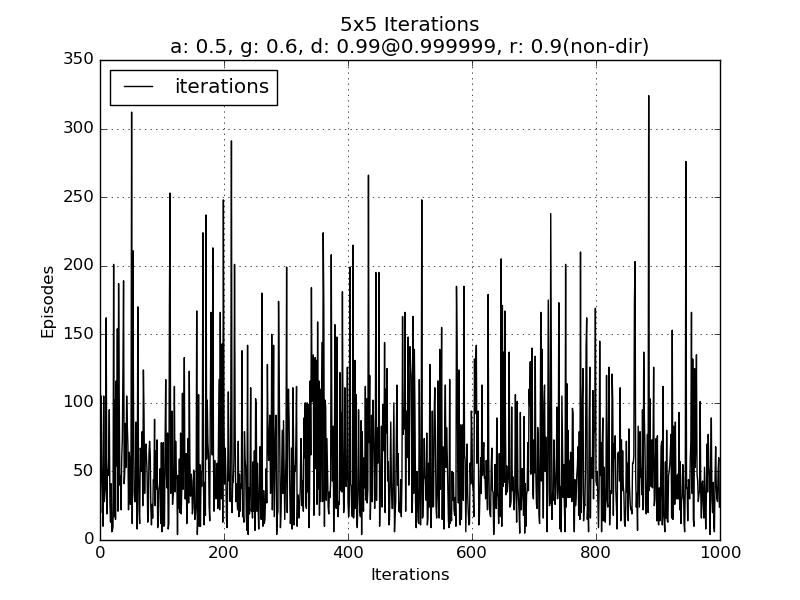 5x5 Iterations
a: 0.5, g: 0.6, d: 0.99@0.999999, r: 0.9(non-dir)
350
iterations
300
250
200
150
100
50
0
Episodes
0 200 400 600 800 1000
Iterations